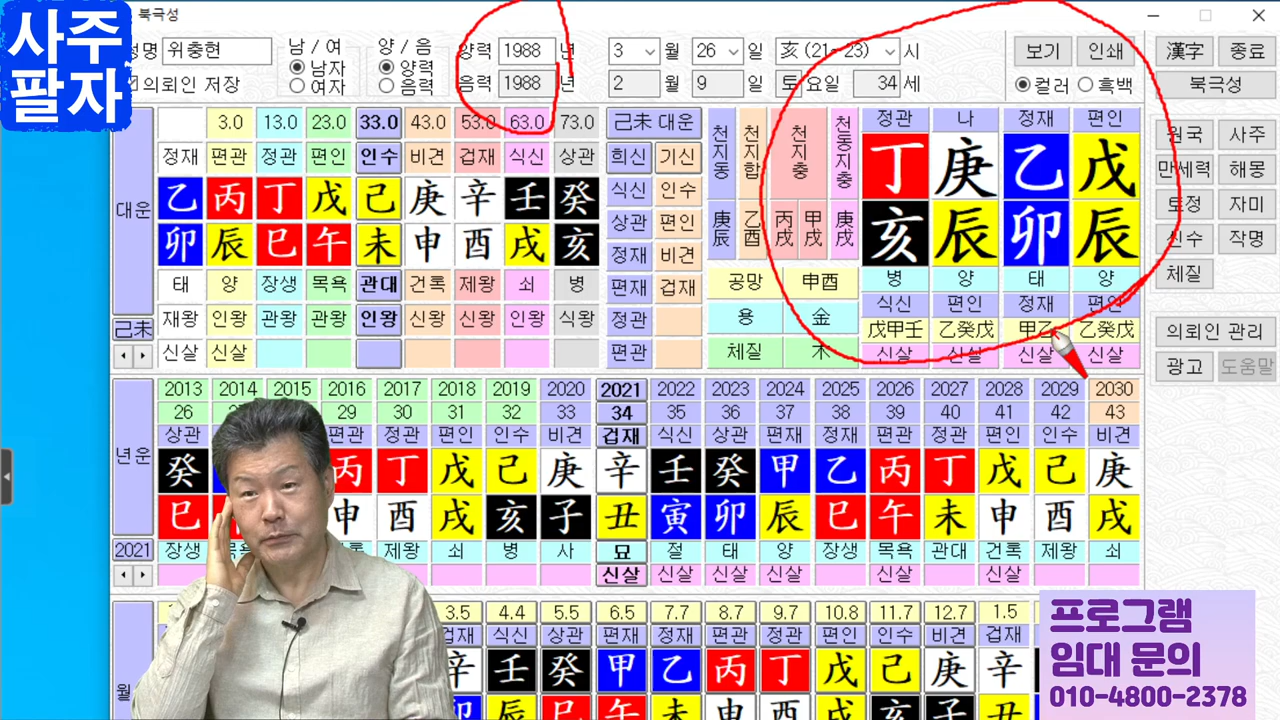 사주
팔자
북극성
성명 위충현 남 / 여 양 / 음 양력 1988 년 3 월 26 일 亥 (21~23) 시 보기 인쇄 漢字 종료
의뢰인 저장 남자 여자 양력 음력 음력 1988 년 2 월 9 일 토 요일 34 세 컬러 흑백 북극성
대운 3.0 13.0 23.0 33.0 43.0 53.0 63.0 73.0 己未 대운
정재 편관 정관 편인 인수 비견 겁재 식신 상관 희신 기신
乙 丙 丁 戊 己 庚 辛 壬 癸
卯 辰 巳 午 未 申 酉 戌 亥
태 양 장생 목욕 관대 건록 제왕 쇠 병
己未 재왕 인왕 관왕 관왕 인왕 신왕 신왕 인왕 식왕
신살 신살
식신 인수
상관 편인
정재 비견
편재 겁재
정관
편관
천지동 천지합 천지충 천동지충
庚辰 乙酉 丙戌 甲戌 庚戌
공망 申酉
용 金
체질 木
정관 나 정재 편인
丁 庚 乙 戊
亥 辰 卯 辰
병 양 태 양
식신 편인 정재 편인
戊甲壬 乙癸戊 甲乙 乙癸戊
신살 신살 신살 신살
원국 사주
만세력 해몽
토정 자미
신수 작명
체질
의뢰인 관리
광고 도움말
년운 2013 2014 2015 2016 2017 2018 2019 2020 2021 2022 2023 2024 2025 2026 2027 2028 2029 2030
26 29 30 31 32 33 34 35 36 37 38 39 40 41 42 43
상관 편관 정관 편인 인수 비견 겁재 식신 상관 편재 정재 편관 정관 편인 인수 비견
癸 丙 丁 戊 己 庚 辛 壬 癸 甲 乙 丙 丁 戊 己 庚
巳 申 酉 戌 亥 子 丑 寅 卯 辰 巳 午 未 申 酉 戌
2021 장생 목욕 건록 제왕 쇠 병 사 묘 절 태 양 장생 목욕 관대 건록 제왕 쇠
신살 신살 신살 신살 신살 신살
월 3.5 4.4 5.5 6.5 7.7 8.7 9.7 10.8 11.7 12.7 1.5
겁재 식신 상관 편재 정재 편관 정관 편인 인수 비견 겁재
辛 壬 癸 甲 乙 丙 丁 戊 己 庚 辛
卯 辰 巳 午 未 申 酉 戌 亥 子 丑
프로그램
임대 문의
010-4800-2378